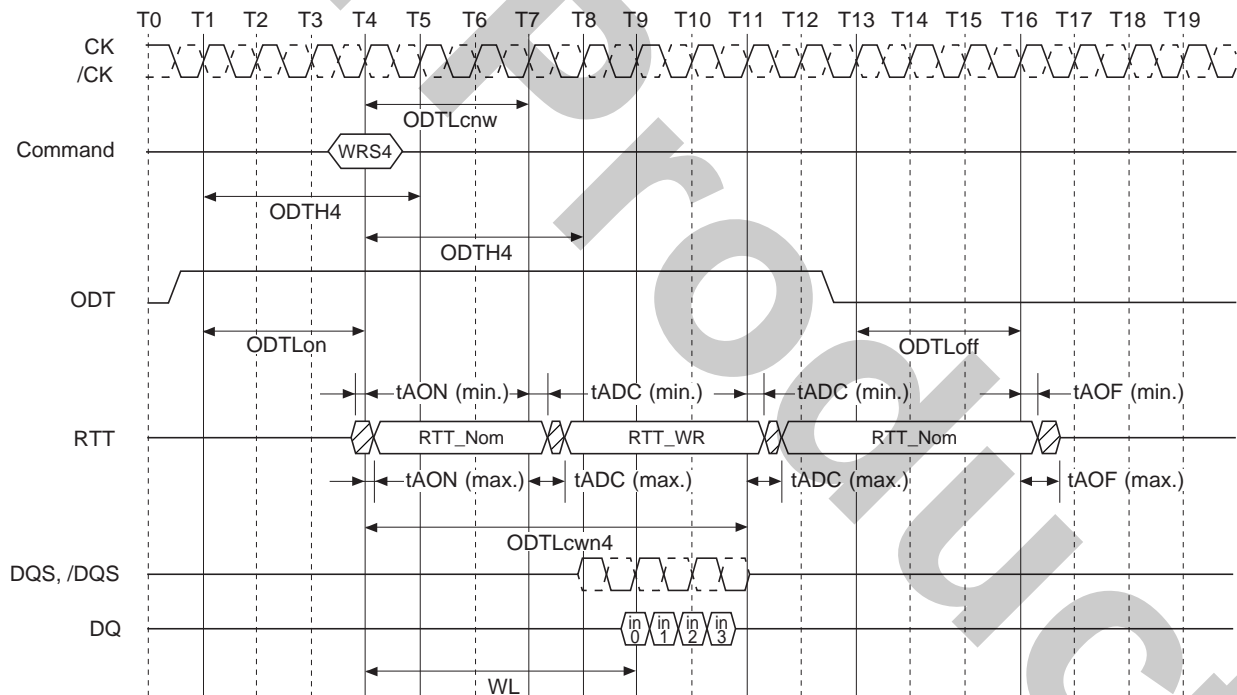 T0 T1 T2 T3 T4 T5 T6 T7 T8 T9 T10 T11 T12 T13 T14 T15 T16 T17 T18 T19
CK
/CK
ODTLcnw
Command WRS4
ODTH4
ODTH4
ODT
ODTLon ODTLoff
tAON (min.) tADC (min.) tADC (min.) tAOF (min.)
RTT RTT_Nom RTT_WR RTT_Nom
tAON (max.) tADC (max.) tADC (max.) tAOF (max.)
ODTLcwn4
DQS, /DQS
DQ in 0 in 1 in 2 in 3
WL
Product